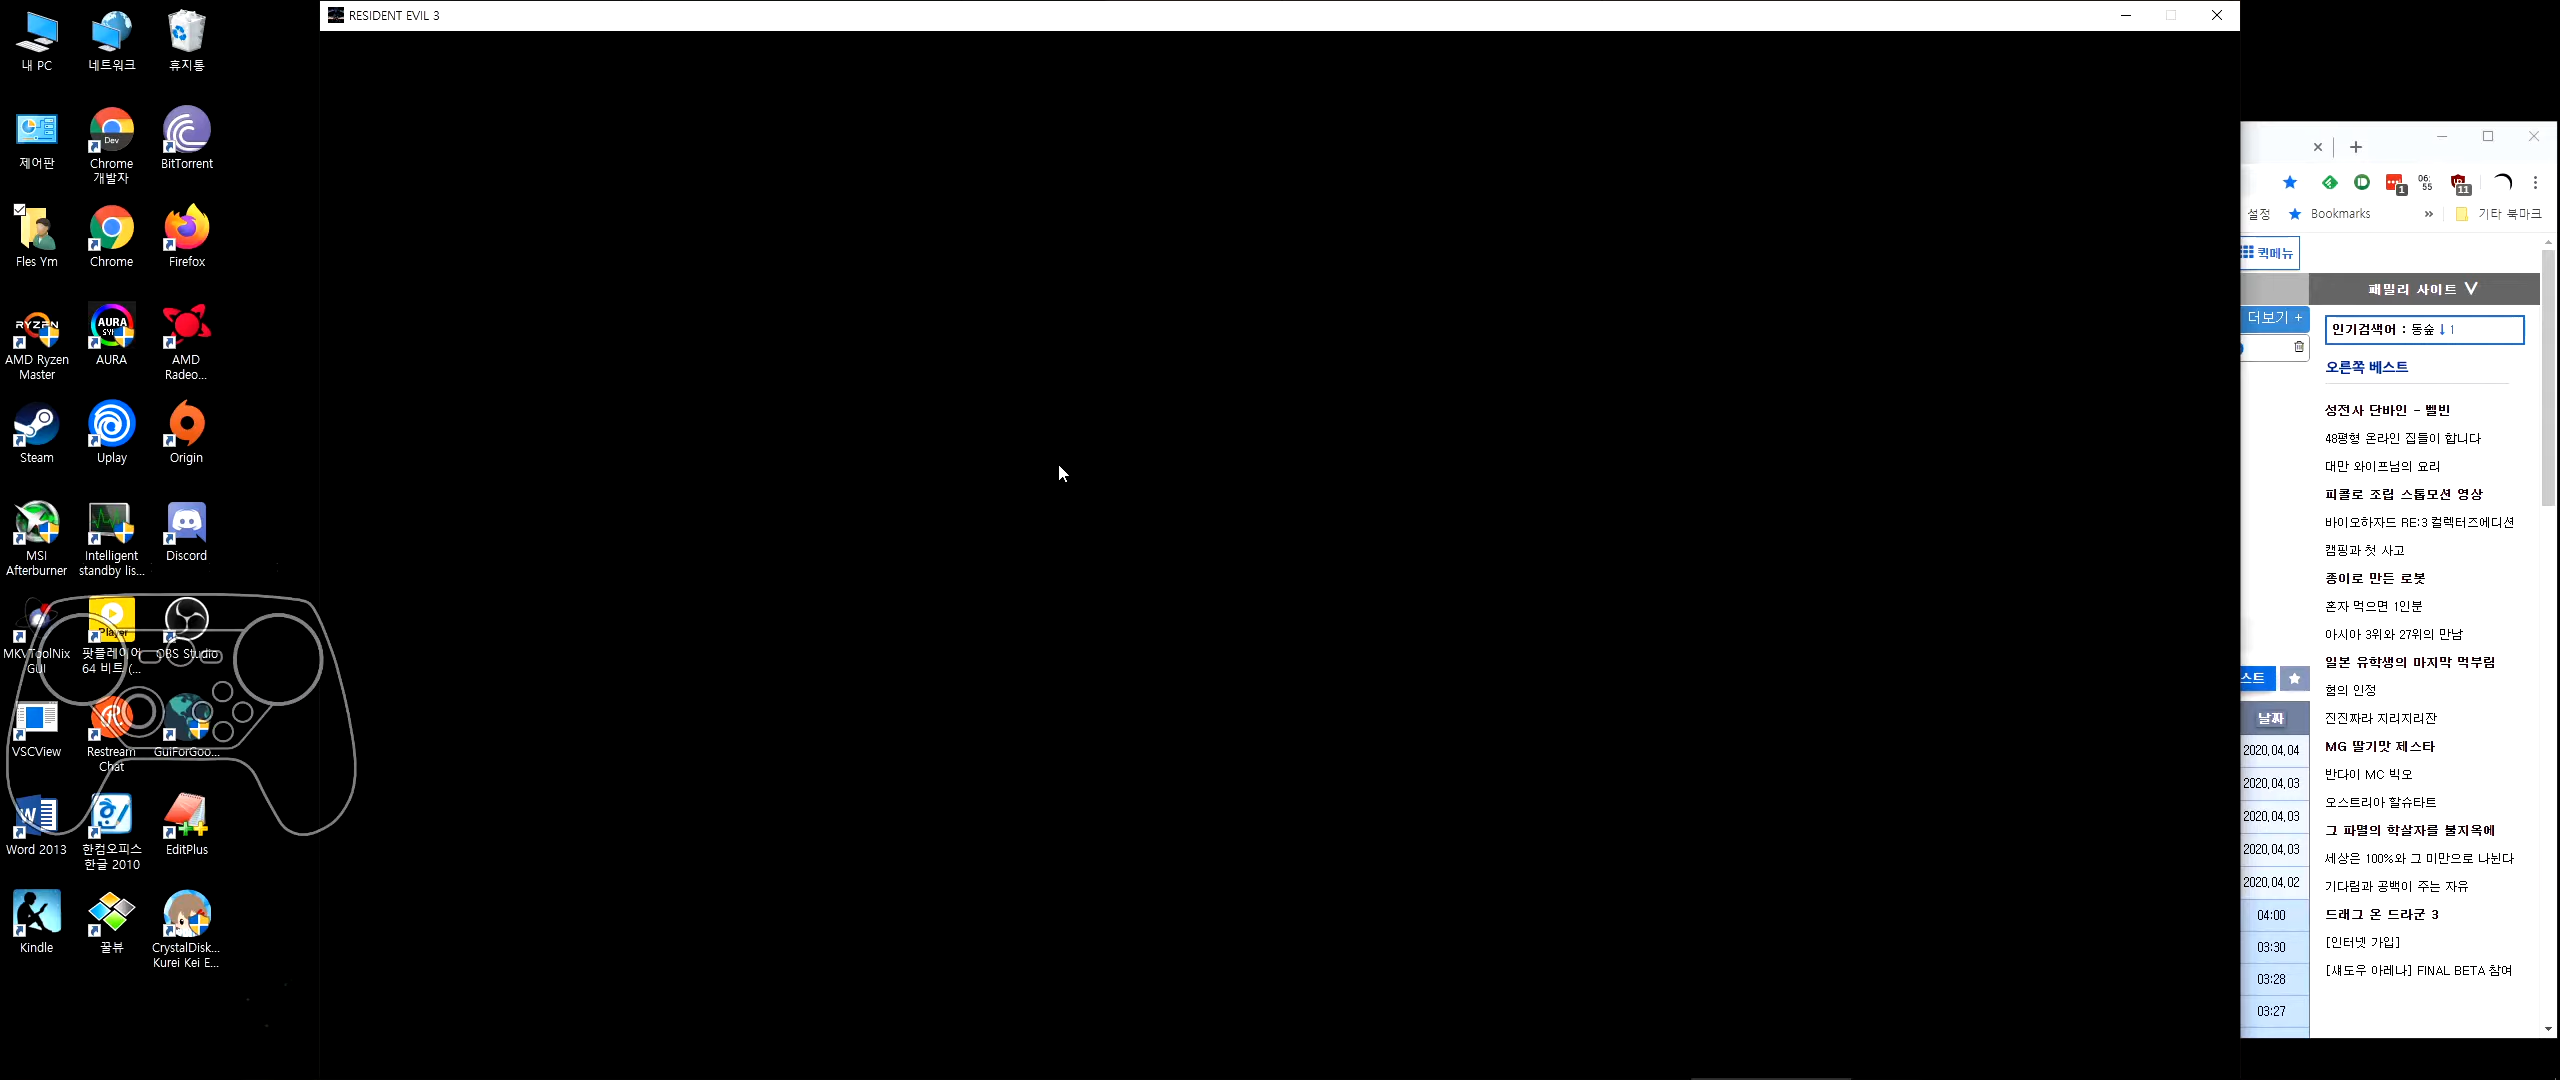 RESIDENT EVIL 3
내 PC
네트워크
휴지통
제어판
Dev
Chrome
개발자
BitTorrent
Fles Ym
Chrome
Firefox
RYZEN
AURA
AMD Ryzen
Master
AURA
AMD
Radeo...
Steam
Uplay
Origin
MSI
Afterburner
Intelligent
standby lis...
Discord
Player
MKVToolNix
GUI
팟플레이어
64 비트 (...
OBS Studio
VSCView
Restream
Chat
GuiForGoo...
Word 2013
한컴오피스
한글 2010
EditPlus
Kindle
꿀뷰
CrystalDisk...
Kurei Kei E...
1
06:
55
11
설정
Bookmarks
»
기타 북마크
퀵메뉴
패밀리 사이트
더보기 +
인기검색어 : 동숲 ↓ 1
오른쪽 베스트
성전사 단바인 - 벨빈
48평형 온라인 집들이 합니다
대만 와이프님의 요리
피콜로 조립 스톱모션 영상
바이오하자드 RE:3 컬렉터즈에디션
캠핑과 첫 사고
종이로 만든 로봇
혼자 먹으면 1인분
아시아 3위와 27위의 만남
일본 유학생의 마지막 먹부림
혐의 인정
진진짜라 지리지리잔
MG 딸기맛 제스타
반다이 MC 빅오
오스트리아 할슈타트
그 파멸의 학살자를 불지옥에
세상은 100%와 그 미만으로 나뉜다
기다림과 공백이 주는 자유
드래그 온 드라군 3
[인터넷 가입]
[섀도우 아레나] FINAL BETA 참여
스트
날짜
2020.04.04
2020.04.03
2020.04.03
2020.04.03
2020.04.02
04:00
03:30
03:28
03:27